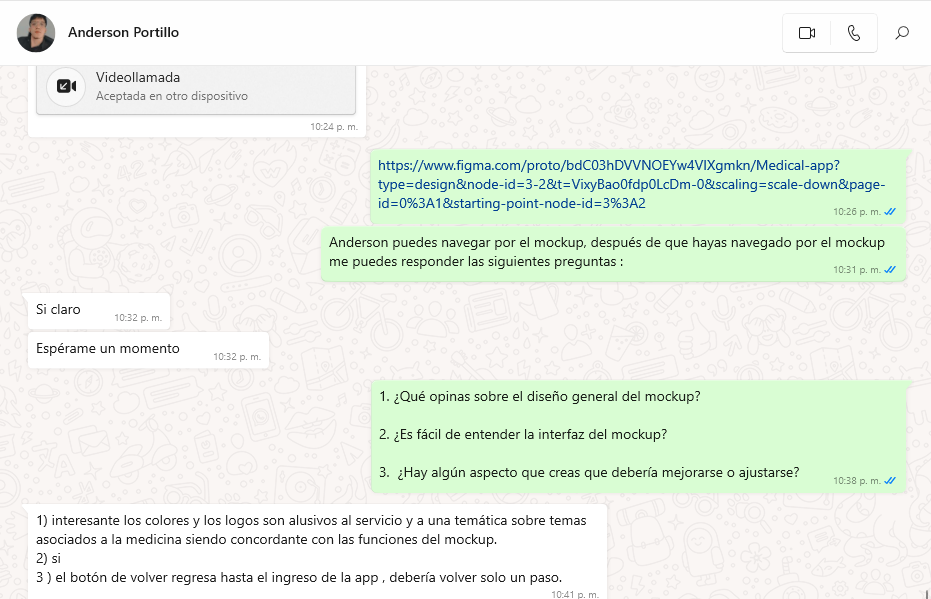 Anderson Portillo
Videollamada
Aceptada en otro dispositivo
10:24 p. m.
https://www.figma.com/proto/bdC03hDVVNOEYw4VIXgmkn/Medical-app?
type=design&node-id=3-2&t=VixyBao0fdp0LcDm-0&scaling=scale-down&page-
id=0%3A1&starting-point-node-id=3%3A2
10:26 p. m.
Anderson puedes navegar por el mockup, después de que hayas navegado por el mockup
me puedes responder las siguientes preguntas :
10:31 p. m.
Si claro
10:32 p. m.
Espérame un momento
10:32 p. m.
1. ¿Qué opinas sobre el diseño general del mockup?
2. ¿Es fácil de entender la interfaz del mockup?
3.  ¿Hay algún aspecto que creas que debería mejorarse o ajustarse?
10:38 p. m.
1) interesante los colores y los logos son alusivos al servicio y a una temática sobre temas
asociados a la medicina siendo concordante con las funciones del mockup.
2) si
3 ) el botón de volver regresa hasta el ingreso de la app , debería volver solo un paso.
10:41 p. m.